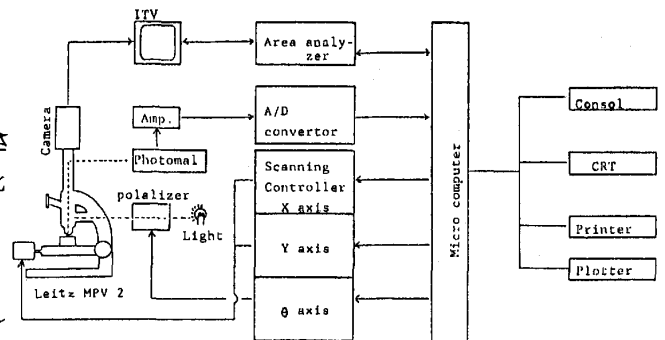 ITV
Area analy-
zer
Camera
Amp.
A/D
convertor
Photomal
Scanning
Controller
X axis
polalizer
Light
Y axis
θ axis
Leitz MPV 2
Micro computer
Consol
CRT
Printer
Plotter